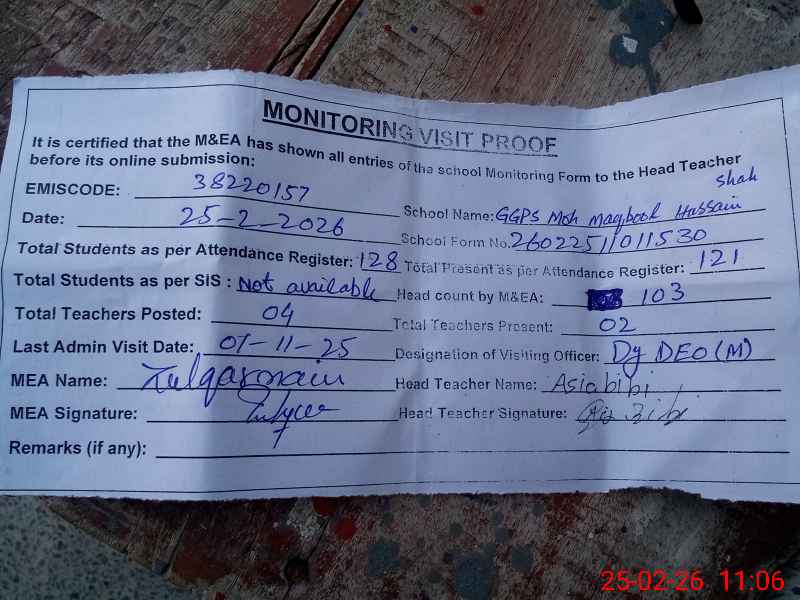 MONITORING VISIT PROOF
It is certified that the M&EA has shown all entries of the school Monitoring Form to the Head Teacher
before its online submission:
EMISCODE: 38220157
School Name: GGPS Moh maqbool Hussain Shah
Date: 25-2-2026
School Form No. 26022511011530
Total Students as per Attendance Register: 128
Total Present as per Attendance Register: 121
Total Students as per SiS : Not available
Head count by M&EA: 103
Total Teachers Posted: 04
Total Teachers Present: 02
Last Admin Visit Date: 01-11-25
Designation of Visiting Officer: Dy DEO (M)
MEA Name: Zulqarnain
Head Teacher Name: Asia bibi
MEA Signature:
Head Teacher Signature:
Remarks (if any):
25-02-26 11:06